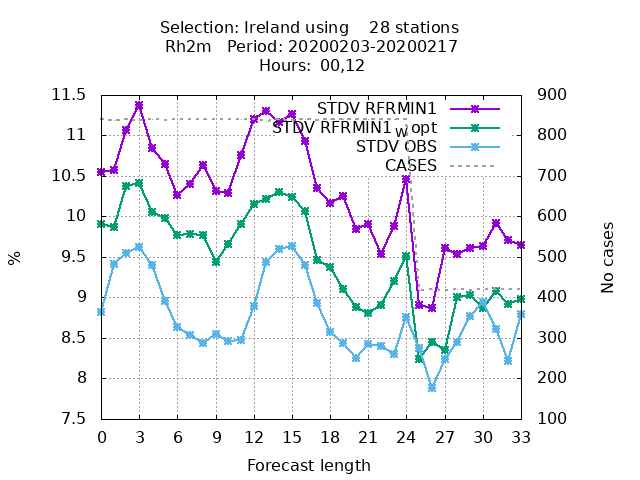 Selection: Ireland using 28 stations
Rh2m Period: 20200203-20200217
Hours: 00,12
STDV RFRMIN1
STDV RFRMIN1_W opt
STDV OBS
CASES
11.5
11
10.5
10
9.5
9
8.5
8
7.5
%
900
800
700
600
500
400
300
200
100
No cases
0 3 6 9 12 15 18 21 24 27 30 33
Forecast length